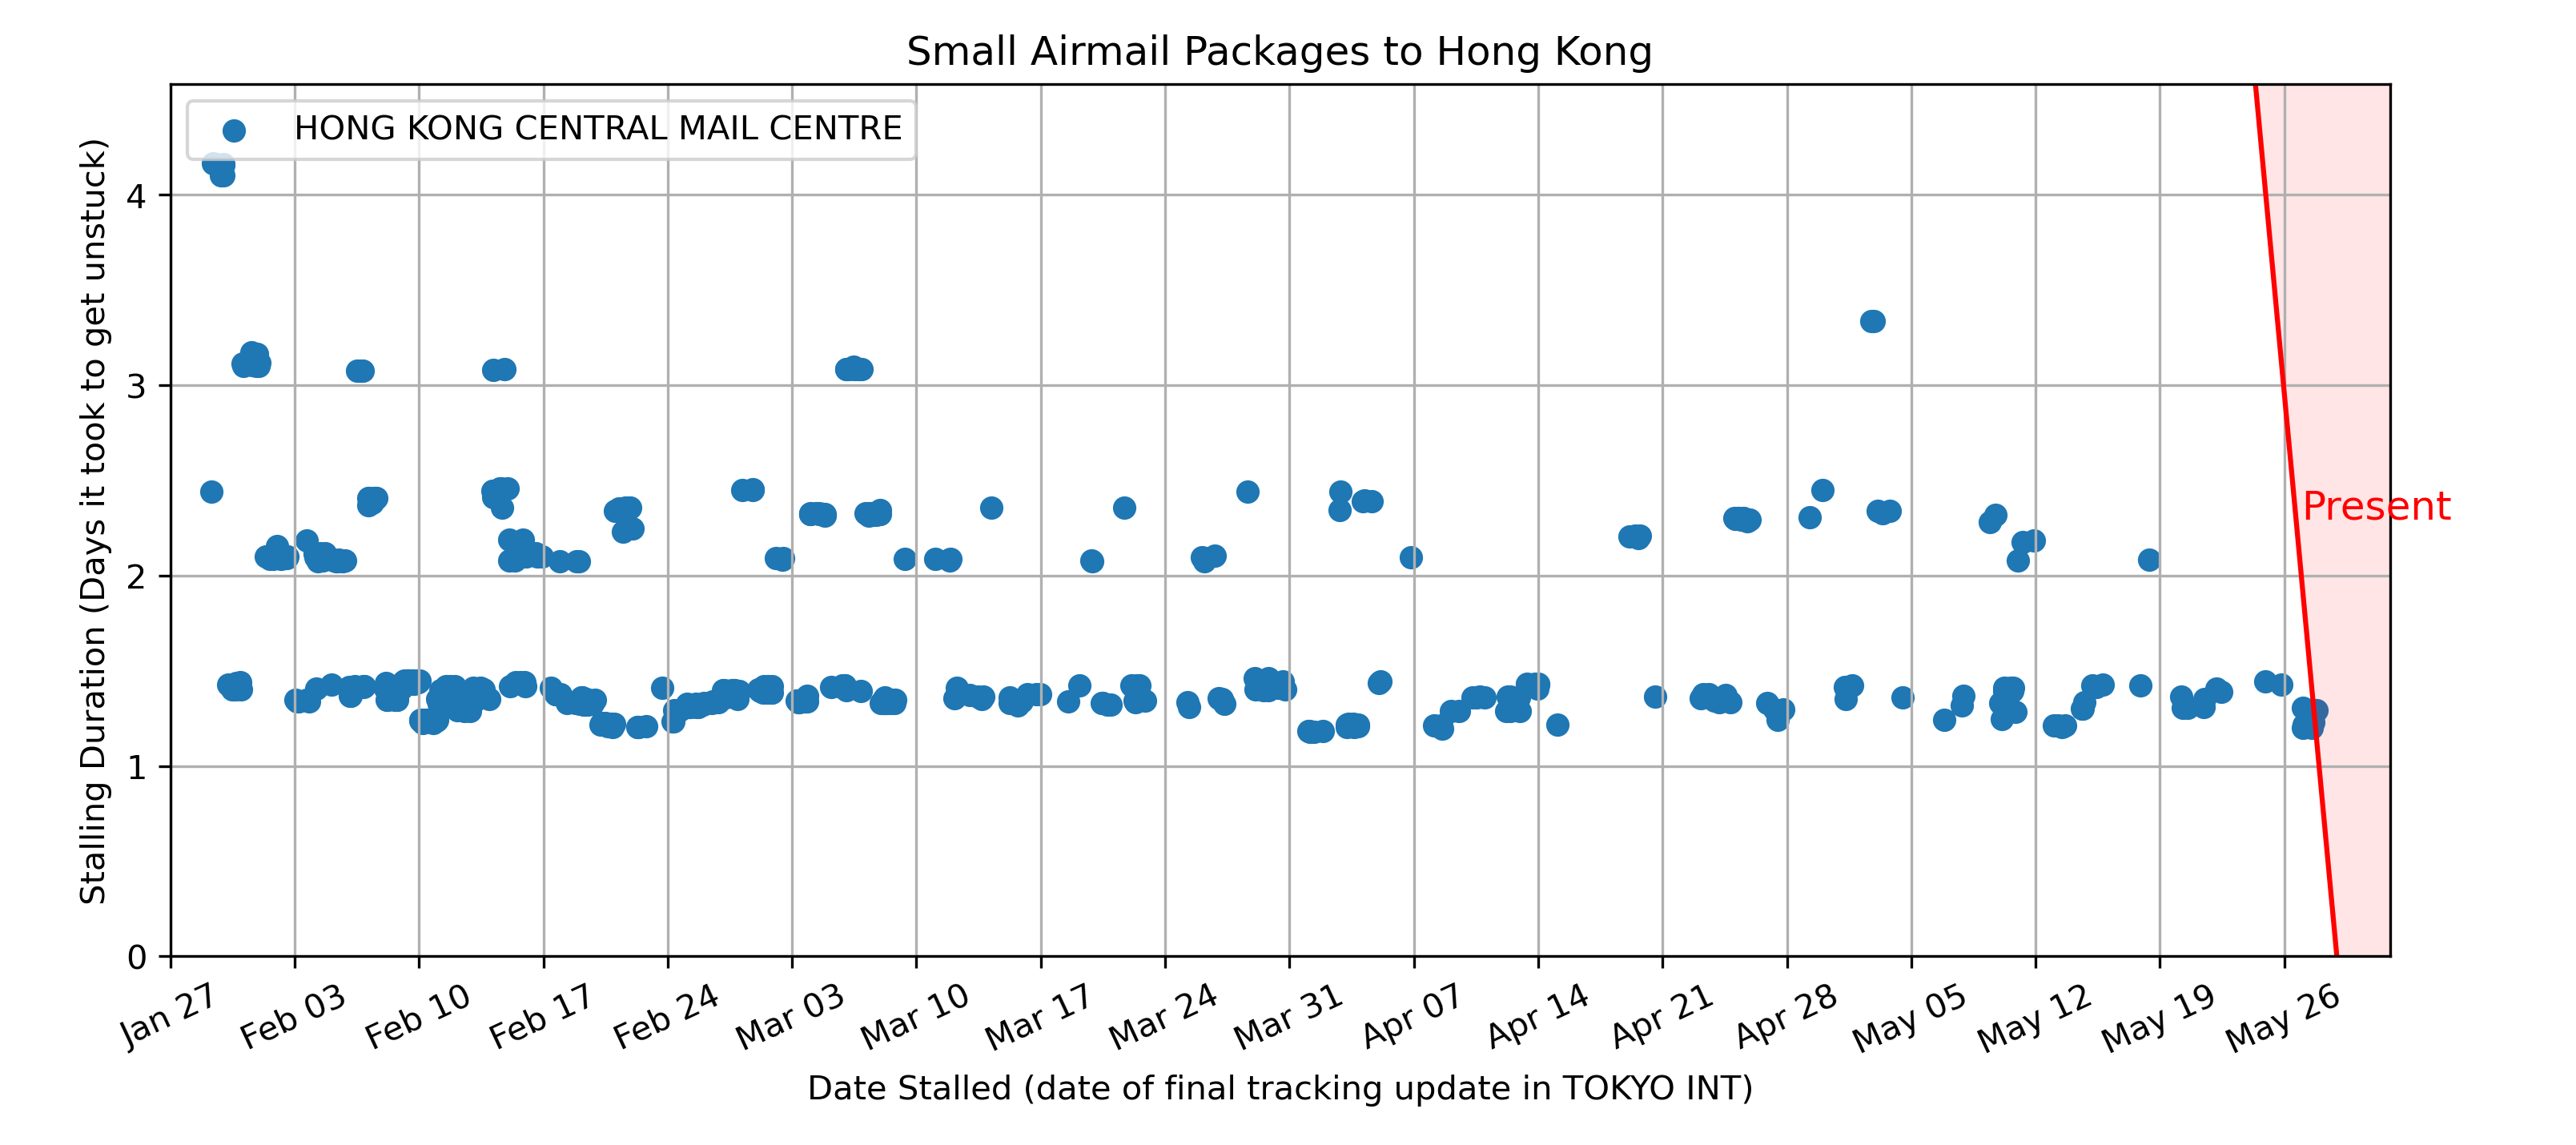 Small Airmail Packages to Hong Kong
HONG KONG CENTRAL MAIL CENTRE
Stalling Duration (Days it took to get unstuck)
4
3
2
1
0
Present
Jan 27
Feb 03
Feb 10
Feb 17
Feb 24
Mar 03
Mar 10
Mar 17
Mar 24
Mar 31
Apr 07
Apr 14
Apr 21
Apr 28
May 05
May 12
May 19
May 26
Date Stalled (date of final tracking update in TOKYO INT)